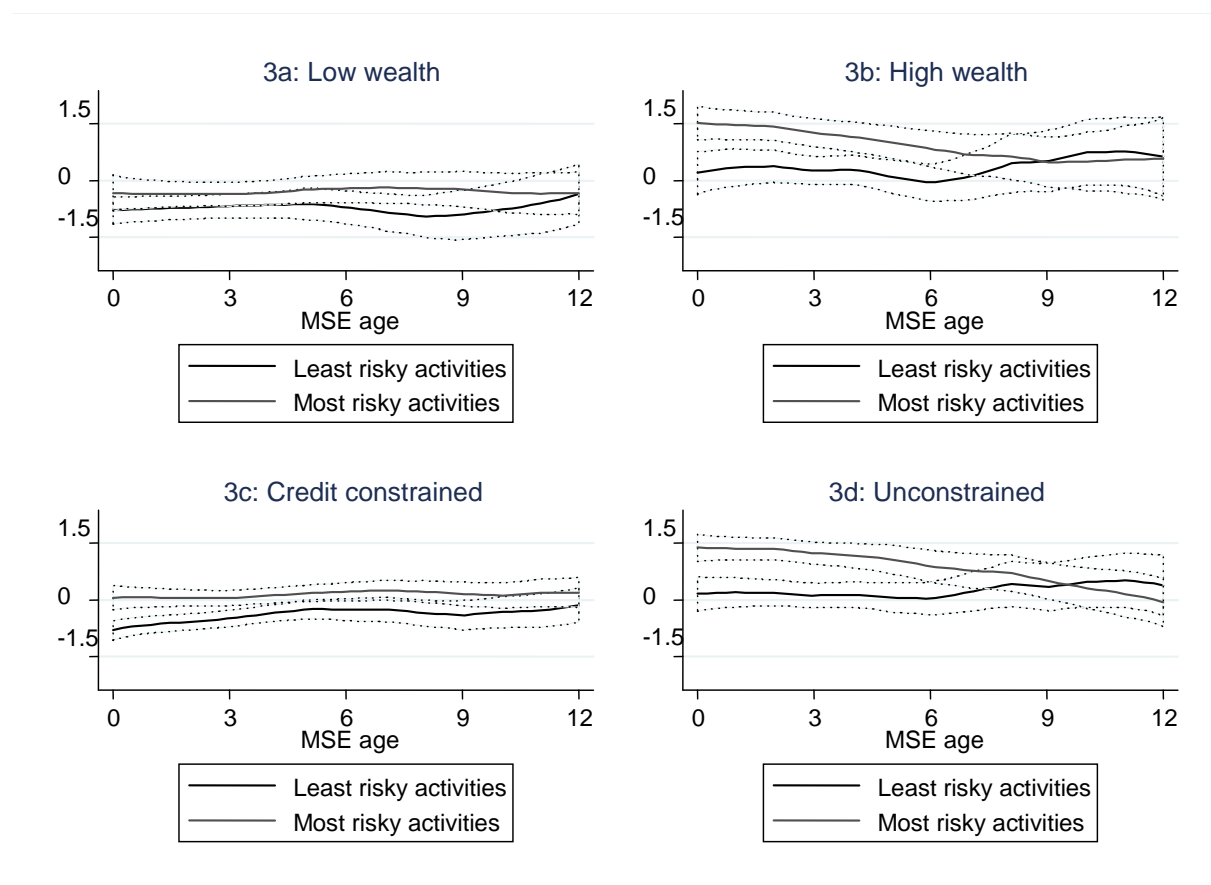 3a: Low wealth
1.5
0
-1.5
0 3 6 9 12
MSE age
Least risky activities
Most risky activities
3b: High wealth
1.5
0
-1.5
0 3 6 9 12
MSE age
Least risky activities
Most risky activities
3c: Credit constrained
1.5
0
-1.5
0 3 6 9 12
MSE age
Least risky activities
Most risky activities
3d: Unconstrained
1.5
0
-1.5
0 3 6 9 12
MSE age
Least risky activities
Most risky activities